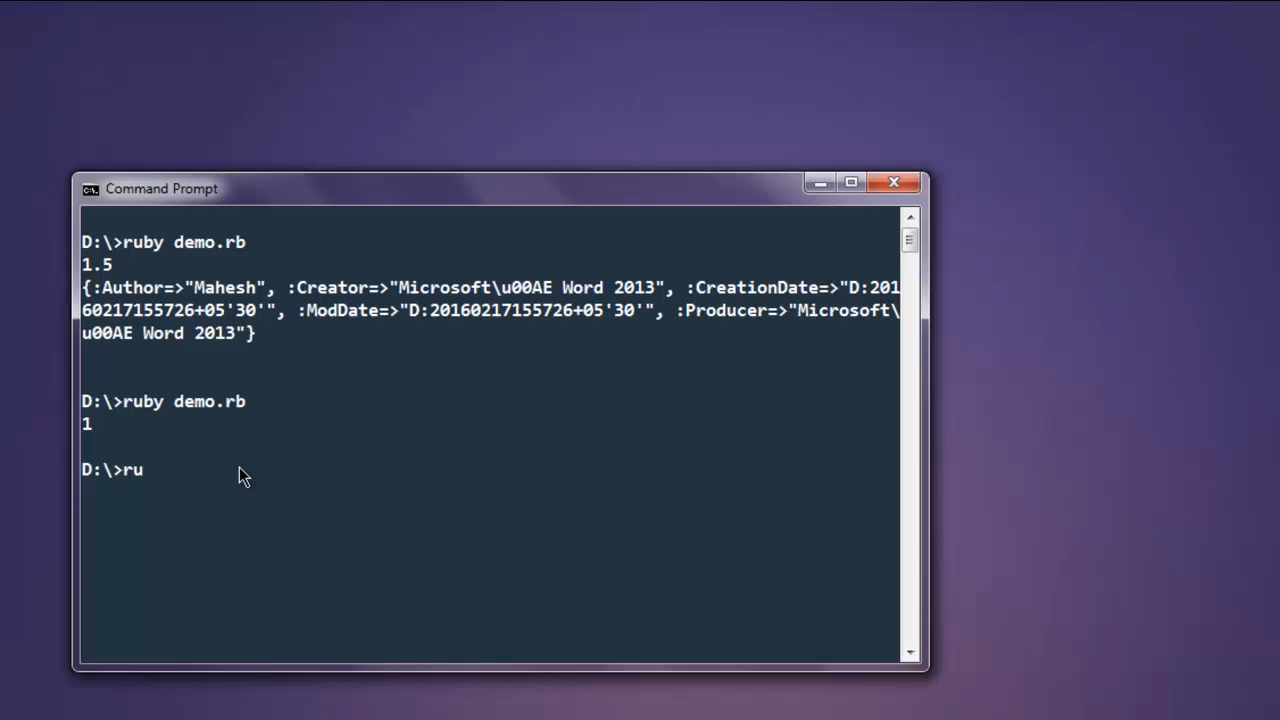 Command Prompt
D:\>ruby demo.rb
1.5
{:Author=>"Mahesh", :Creator=>"Microsoft\u00AE Word 2013", :CreationDate=>"D:201
60217155726+05'30'", :ModDate=>"D:20160217155726+05'30'", :Producer=>"Microsoft\
u00AE Word 2013"}
D:\>ruby demo.rb
1
D:\>ru